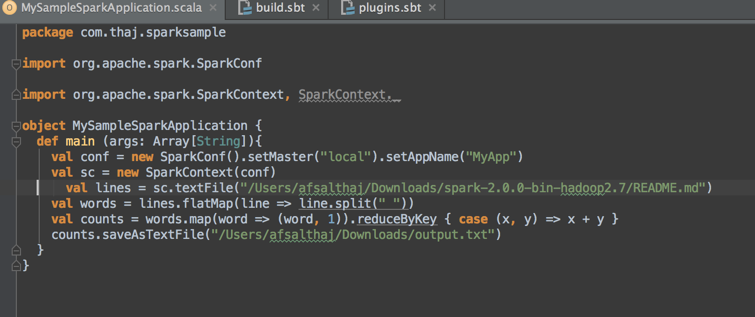 MySampleSparkApplication.scala × build.sbt × plugins.sbt ×
package com.thaj.sparksample
import org.apache.spark.SparkConf
import org.apache.spark.SparkContext, SparkContext._
object MySampleSparkApplication {
  def main (args: Array[String]){
    val conf = new SparkConf().setMaster("local").setAppName("MyApp")
    val sc = new SparkContext(conf)
      val lines = sc.textFile("/Users/afsalthaj/Downloads/spark-2.0.0-bin-hadoop2.7/README.md")
    val words = lines.flatMap(line => line.split(" "))
    val counts = words.map(word => (word, 1)).reduceByKey { case (x, y) => x + y }
    counts.saveAsTextFile("/Users/afsalthaj/Downloads/output.txt")
  }
}